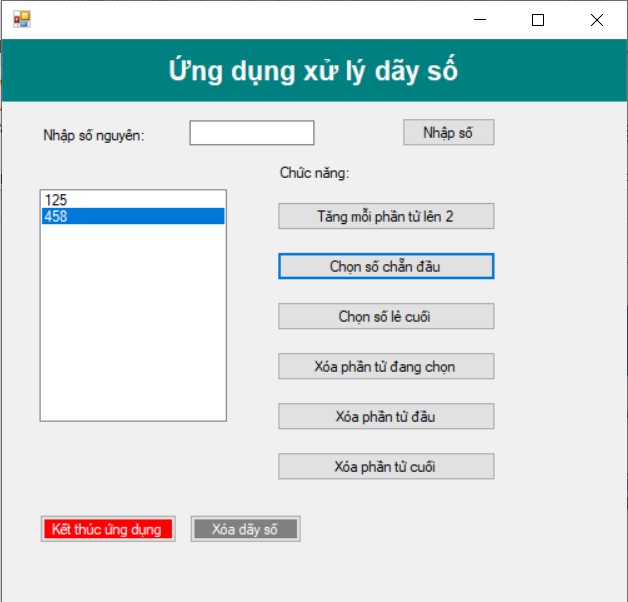 Ứng dụng xử lý dãy số
Nhập số nguyên:
Nhập số
Chức năng:
125
458
Tăng mỗi phần tử lên 2
Chọn số chẵn đầu
Chọn số lẻ cuối
Xóa phần tử đang chọn
Xóa phần tử đầu
Xóa phần tử cuối
Kết thúc ứng dụng
Xóa dãy số